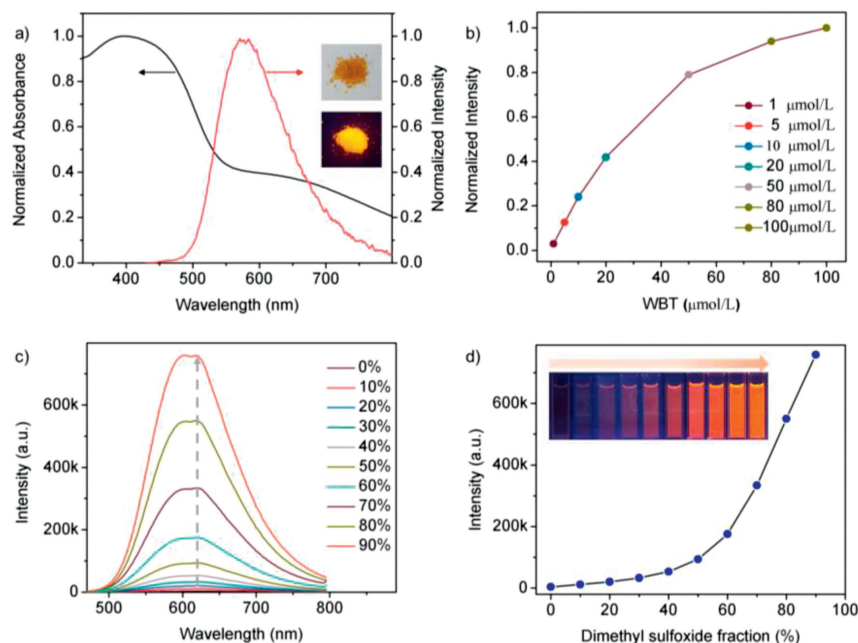 a)
Normalized Absorbance
1.0
0.8
0.6
0.4
0.2
0.0
400 500 600 700
Wavelength (nm)
1.0
0.8
0.6
0.4
0.2
0.0
Normalized Intensity
b)
Normalized Intensity
1.0
0.8
0.6
0.4
0.2
0.0
0 20 40 60 80 100
WBT (μmol/L)
1 μmol/L
5 μmol/L
10 μmol/L
20 μmol/L
50 μmol/L
80 μmol/L
100μmol/L
c)
Intensity (a.u.)
600k
400k
200k
0
500 600 700 800
Wavelength (nm)
0%
10%
20%
30%
40%
50%
60%
70%
80%
90%
d)
Intensity (a.u.)
600k
400k
200k
0
0 20 40 60 80 100
Dimethyl sulfoxide fraction (%)